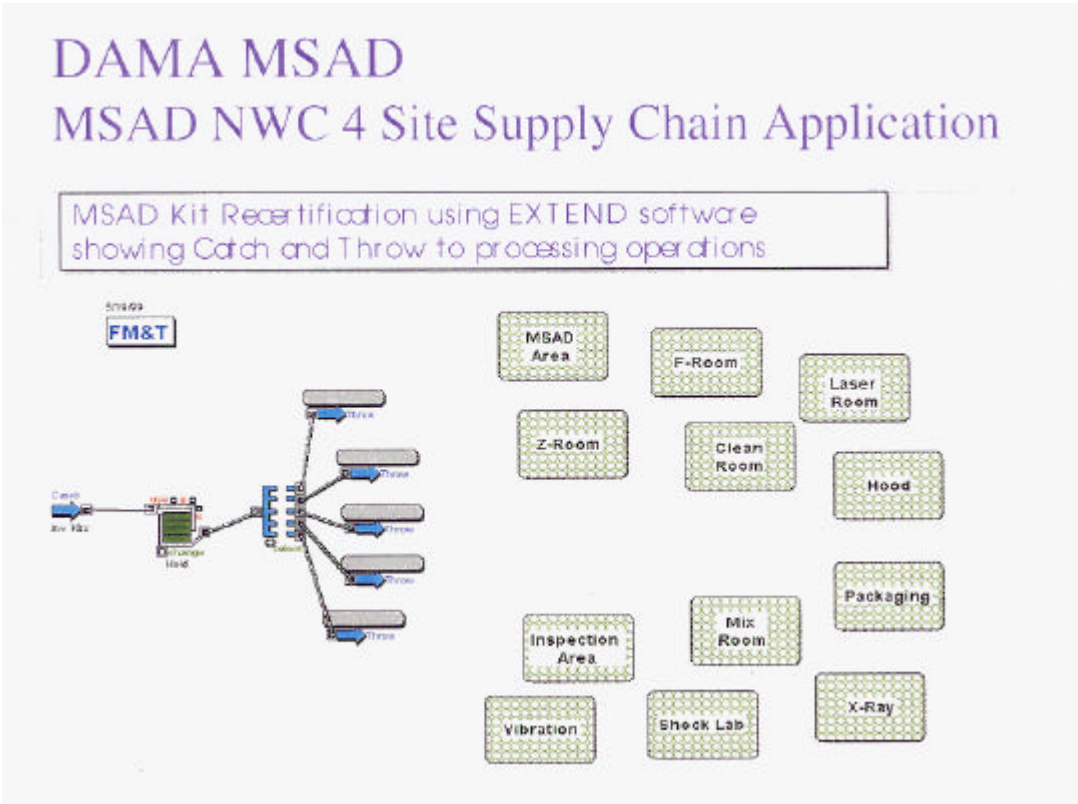 DAMA MSAD
MSAD NWC 4 Site Supply Chain Application
MSAD Kit Recertification using EXTEND software
showing Catch and Throw to processing operations
FM&T
MSAD
Area
F-Room
Laser
Room
Z-Room
Clean
Room
Hood
Throw
Throw
Throw
Throw
Throw
Catch
change
Hold
Select
Packaging
Mix
Room
Inspection
Area
X-Ray
Shock Lab
Vibration